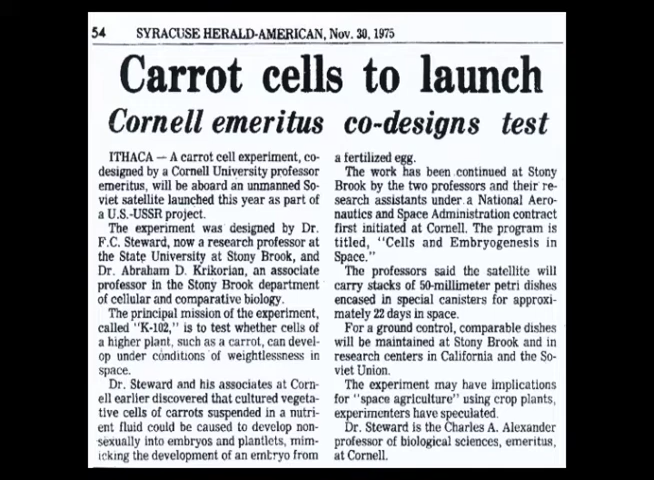 54 SYRACUSE HERALD-AMERICAN, Nov. 30, 1975
Carrot cells to launch
Cornell emeritus co-designs test
ITHACA — A carrot cell experiment, co-
designed by a Cornell University professor
emeritus, will be aboard an unmanned So-
viet satellite launched this year as part of
a U.S.-USSR project.
The experiment was designed by Dr.
F.C. Steward, now a research professor at
the State University at Stony Brook, and
Dr. Abraham D. Krikorian, an associate
professor in the Stony Brook department
of cellular and comparative biology.
The principal mission of the experiment,
called "K-102," is to test whether cells of
a higher plant, such as a carrot, can devel-
op under conditions of weightlessness in
space.
Dr. Steward and his associates at Corn-
ell earlier discovered that cultured vegeta-
tive cells of carrots suspended in a nutri-
ent fluid could be caused to develop non-
sexually into embryos and plantlets, mim-
icking the development of an embryo from
a fertilized egg.
The work has been continued at Stony
Brook by the two professors and their re-
search assistants under a National Aero-
nautics and Space Administration contract
first initiated at Cornell. The program is
titled, "Cells and Embryogenesis in
Space."
The professors said the satellite will
carry stacks of 50-millimeter petri dishes
encased in special canisters for approxi-
mately 22 days in space.
For a ground control, comparable dishes
will be maintained at Stony Brook and in
research centers in California and the So-
viet Union.
The experiment may have implications
for "space agriculture" using crop plants,
experimenters have speculated.
Dr. Steward is the Charles A. Alexander
professor of biological sciences, emeritus,
at Cornell.